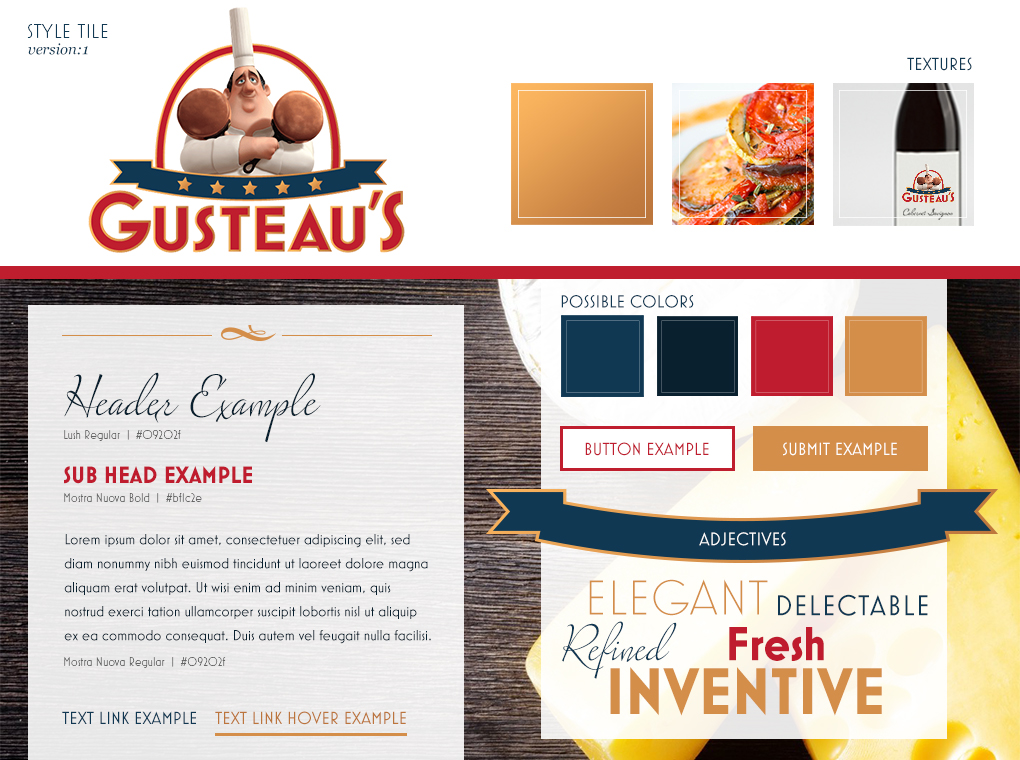 STYLE TILE
version:1
GUSTEAU'S
TEXTURES
GUSTEAU'S
Cabernet Sauvignon
POSSIBLE COLORS
Header Example
Lush Regular | #09202f
SUB HEAD EXAMPLE
Mostra Nuova Bold | #bf1c2e
Lorem ipsum dolor sit amet, consectetuer adipiscing elit, sed
diam nonummy nibh euismod tincidunt ut laoreet dolore magna
aliquam erat volutpat. Ut wisi enim ad minim veniam, quis
nostrud exerci tation ullamcorper suscipit lobortis nisl ut aliquip
ex ea commodo consequat. Duis autem vel feugait nulla facilisi.
Mostra Nuova Regular | #09202f
TEXT LINK EXAMPLE TEXT LINK HOVER EXAMPLE
BUTTON EXAMPLE SUBMIT EXAMPLE
ADJECTIVES
ELEGANT DELECTABLE
Refined Fresh
INVENTIVE